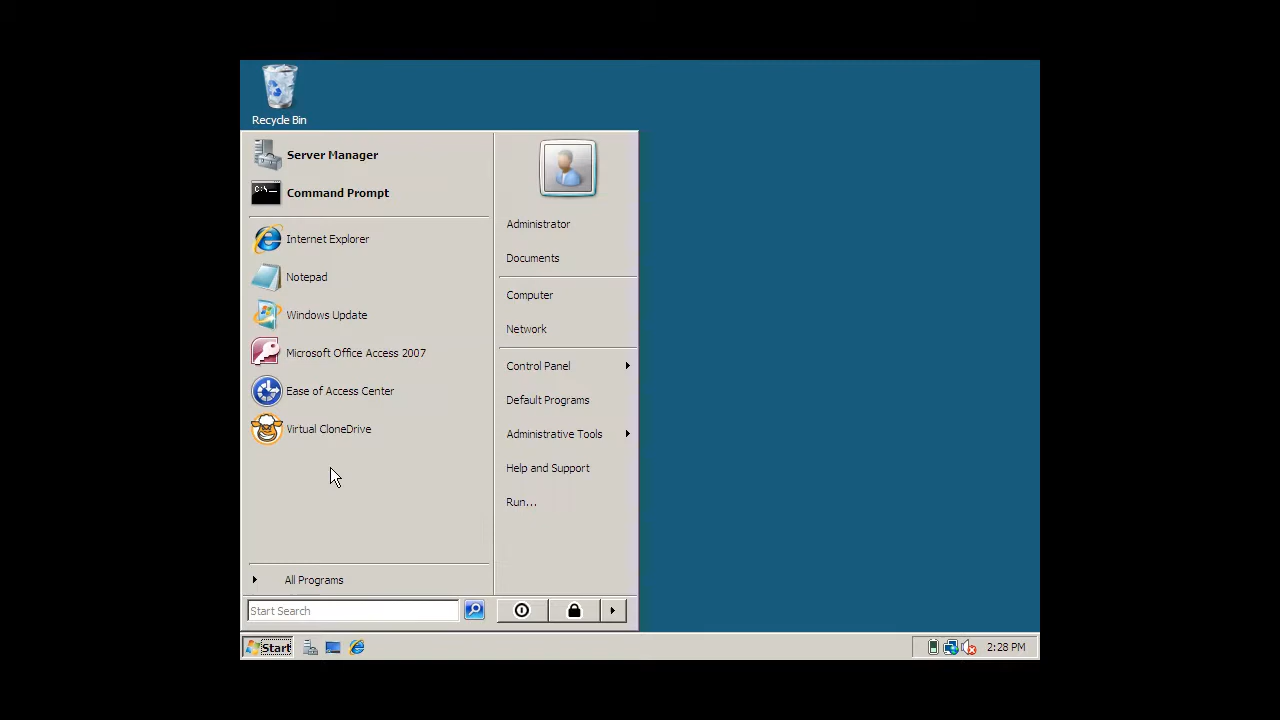 Recycle Bin
Server Manager
Command Prompt
Internet Explorer
Notepad
Windows Update
Microsoft Office Access 2007
Ease of Access Center
Virtual CloneDrive
All Programs
Start Search
Administrator
Documents
Computer
Network
Control Panel
Default Programs
Administrative Tools
Help and Support
Run...
Start
2:28 PM